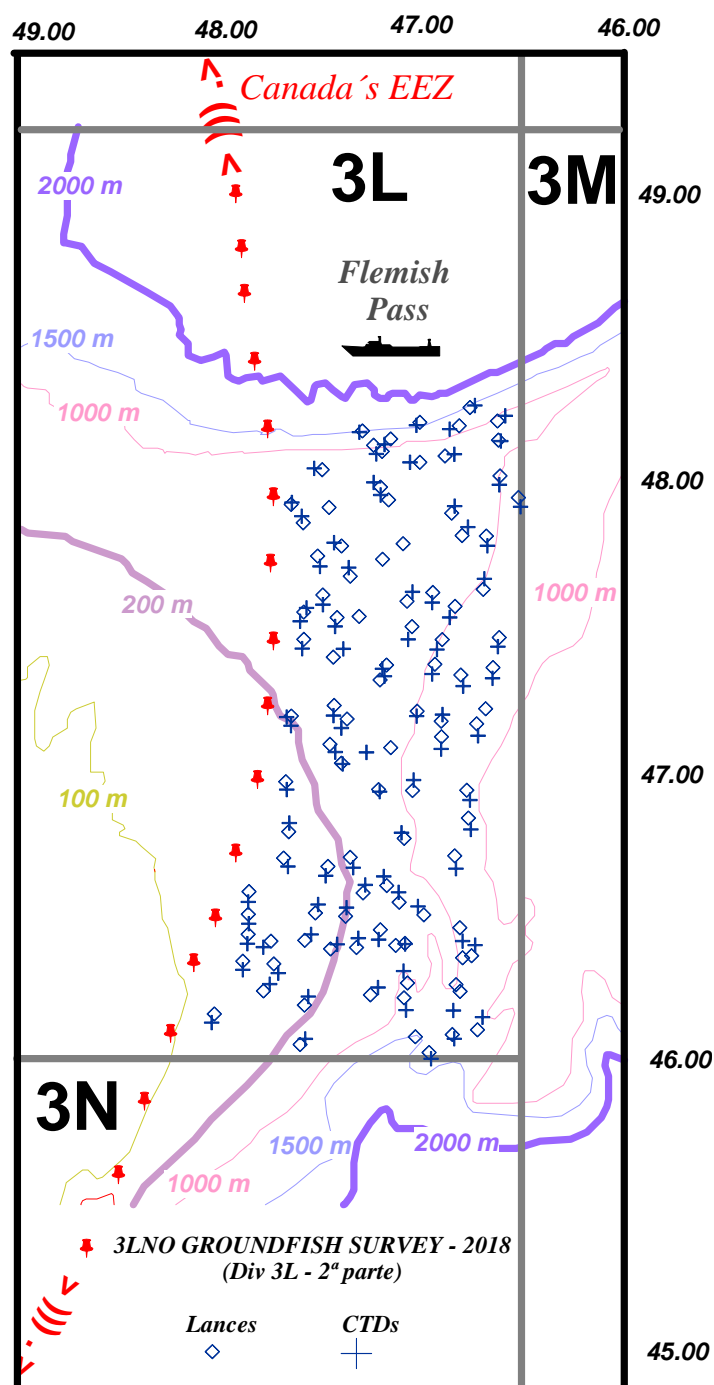 49.00 48.00 47.00 46.00
Canada´s EEZ
3L
3M
2000 m
49.00
Flemish
Pass
1500 m
1000 m
48.00
200 m
1000 m
47.00
100 m
46.00
3N
1500 m
2000 m
1000 m
3LNO GROUNDFISH SURVEY - 2018
(Div 3L - 2ª parte)
Lances CTDs
45.00